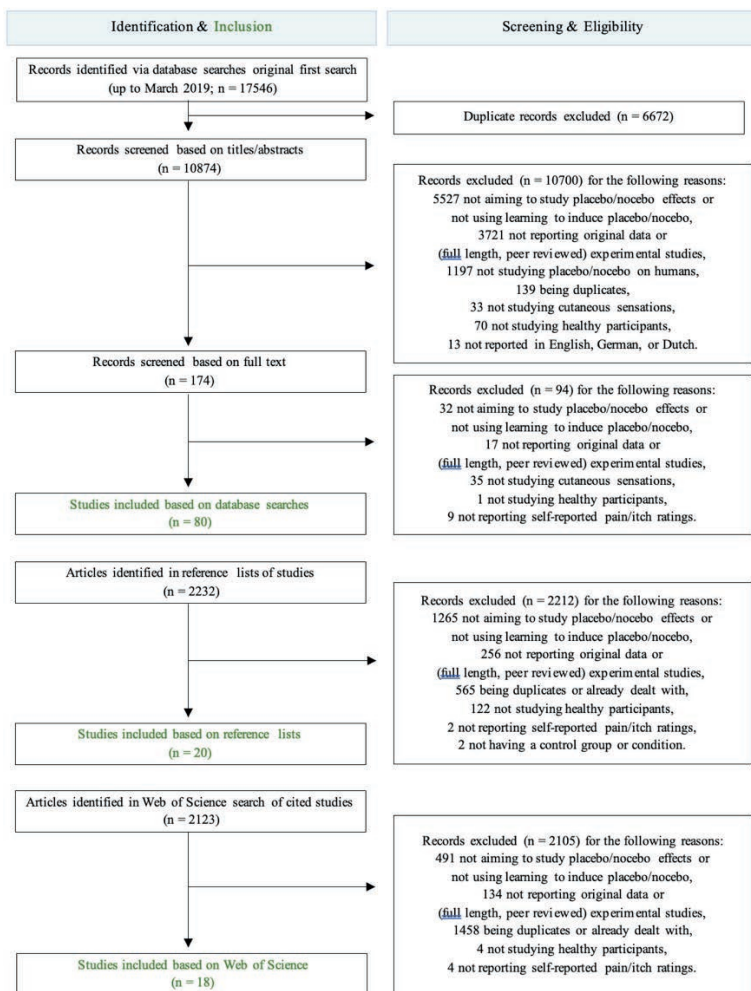 Identification & Inclusion
Screening & Eligibility
Records identified via database searches original first search
(up to March 2019; n = 17546)
Duplicate records excluded (n = 6672)
Records screened based on titles/abstracts
(n = 10874)
Records excluded (n = 10700) for the following reasons:
5527 not aiming to study placebo/nocebo effects or
not using learning to induce placebo/nocebo,
3721 not reporting original data or
(full length, peer reviewed) experimental studies,
1197 not studying placebo/nocebo on humans,
139 being duplicates,
33 not studying cutaneous sensations,
70 not studying healthy participants,
13 not reported in English, German, or Dutch.
Records screened based on full text
(n = 174)
Records excluded (n = 94) for the following reasons:
32 not aiming to study placebo/nocebo effects or
not using learning to induce placebo/nocebo,
17 not reporting original data or
(full length, peer reviewed) experimental studies,
35 not studying cutaneous sensations,
1 not studying healthy participants,
9 not reporting self-reported pain/itch ratings.
Studies included based on database searches
(n = 80)
Articles identified in reference lists of studies
(n = 2232)
Records excluded (n = 2212) for the following reasons:
1265 not aiming to study placebo/nocebo effects or
not using learning to induce placebo/nocebo,
256 not reporting original data or
(full length, peer reviewed) experimental studies,
565 being duplicates or already dealt with,
122 not studying healthy participants,
2 not reporting self-reported pain/itch ratings,
2 not having a control group or condition.
Studies included based on reference lists
(n = 20)
Articles identified in Web of Science search of cited studies
(n = 2123)
Records excluded (n = 2105) for the following reasons:
491 not aiming to study placebo/nocebo effects or
not using learning to induce placebo/nocebo,
134 not reporting original data or
(full length, peer reviewed) experimental studies,
1458 being duplicates or already dealt with,
4 not studying healthy participants,
4 not reporting self-reported pain/itch ratings.
Studies included based on Web of Science
(n = 18)